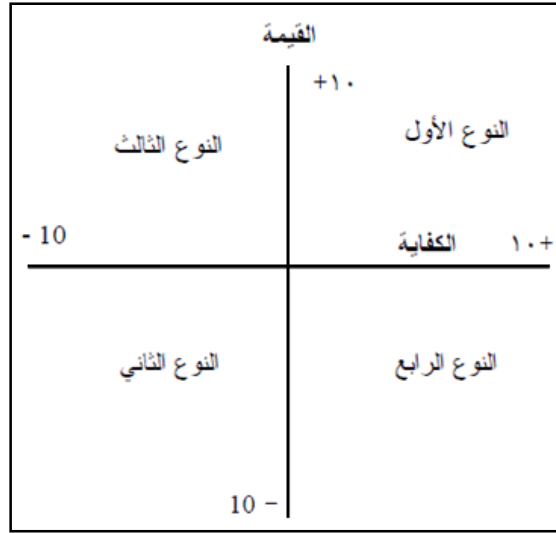 القيمة
+١٠
النوع الأول
النوع الثالث
- 10
الكفاية
١٠+
النوع الرابع
النوع الثاني
10 -